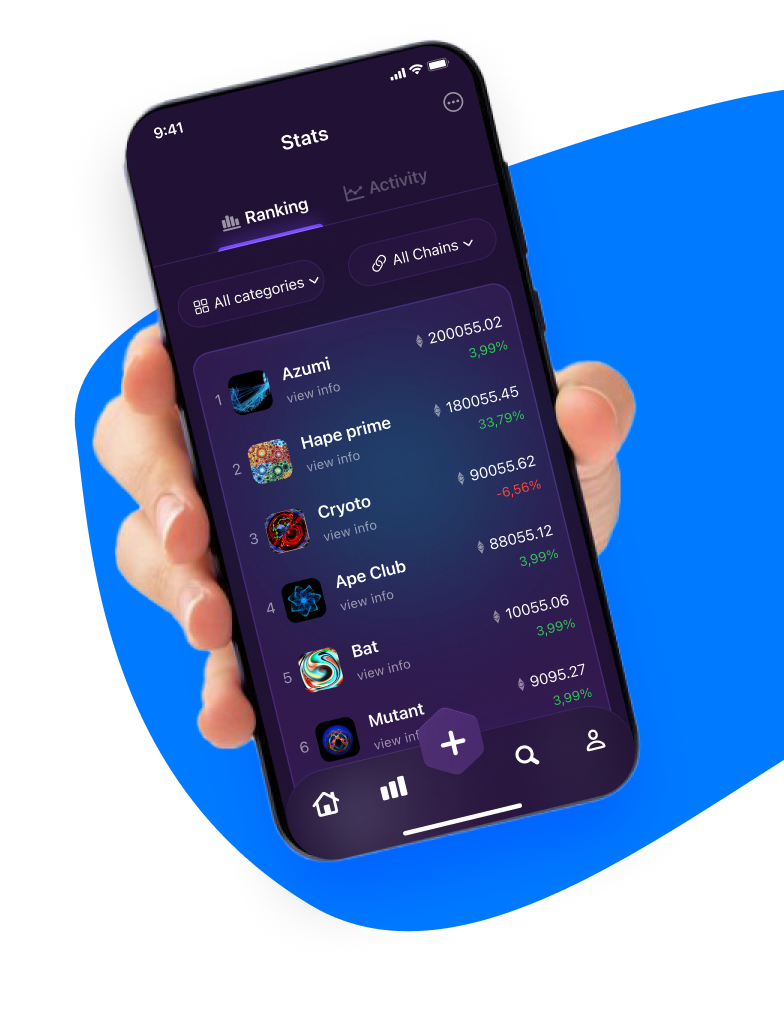 9:41
Stats
Ranking
Activity
All categories
All Chains
1
Azumi
view info
200055.02
3,99%
2
Hape prime
view info
180055.45
33,79%
3
Cryoto
view info
90055.62
-6,56%
4
Ape Club
view info
88055.12
3,99%
5
Bat
view info
10055.06
3,99%
6
Mutant
view inf
9095.27
3,99%